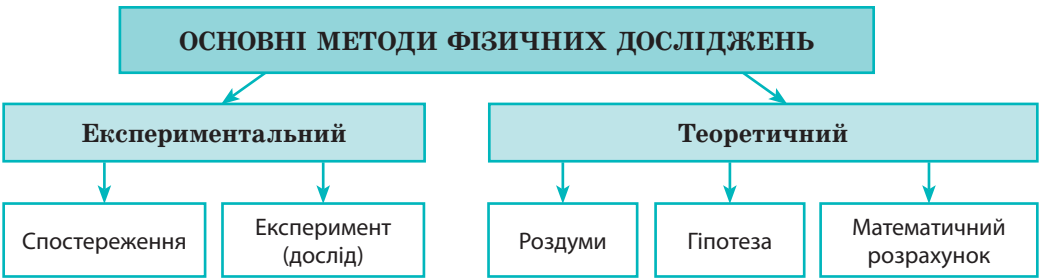 ОСНОВНІ МЕТОДИ ФІЗИЧНИХ ДОСЛІДЖЕНЬ
Експериментальний
Теоретичний
Спостереження
Експеримент
(дослід)
Роздуми
Гіпотеза
Математичний
розрахунок